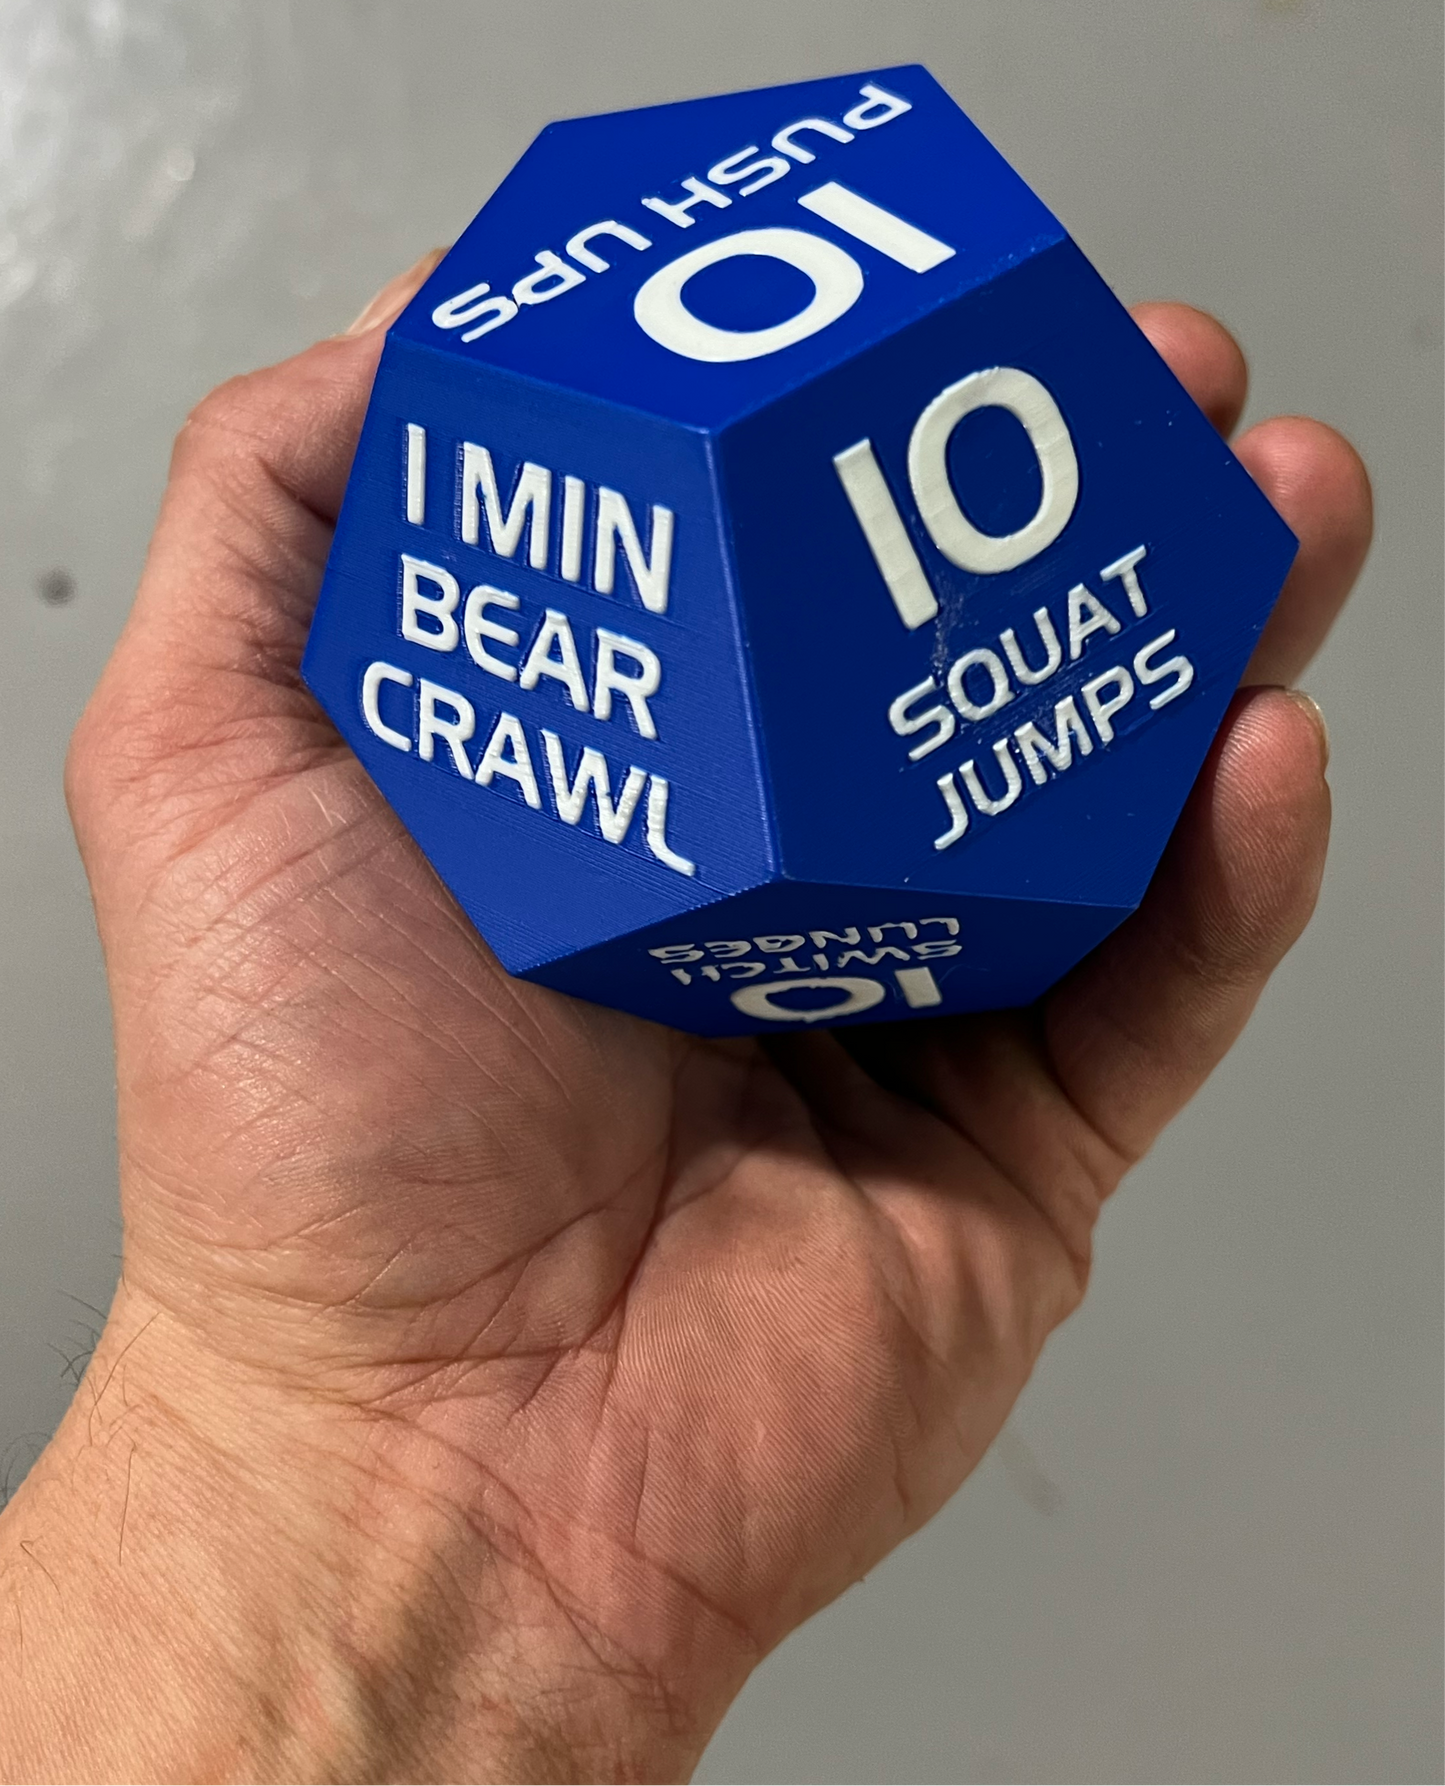 10
PUSH UPS
1 MIN
BEAR
CRAWL
10
SQUAT
JUMPS
10
SWITCH
LUNGES